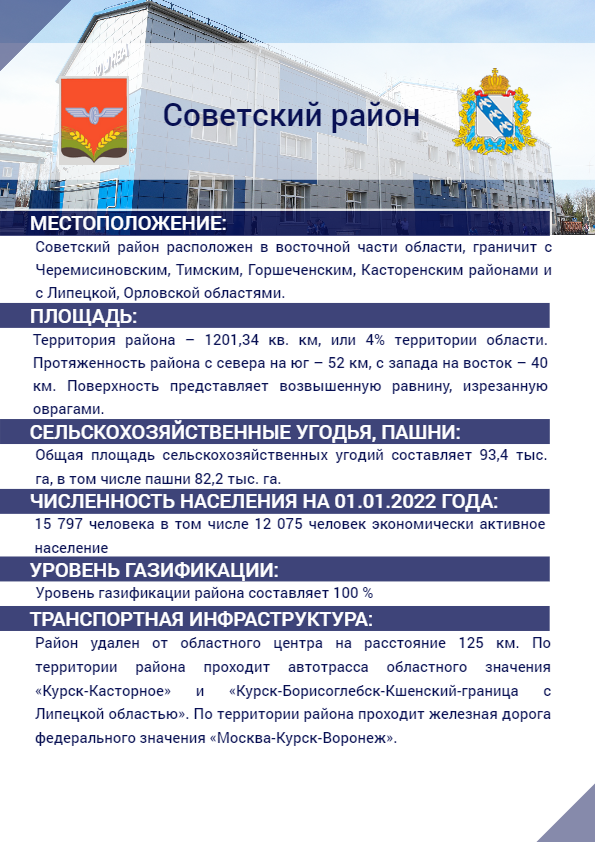 Советский район
МЕСТОПОЛОЖЕНИЕ:
Советский район расположен в восточной части области, граничит с
Черемисиновским, Тимским, Горшеченским, Касторенским районами и
с Липецкой, Орловской областями.
ПЛОЩАДЬ:
Территория района – 1201,34 кв. км, или 4% территории области.
Протяженность района с севера на юг – 52 км, с запада на восток – 40
км. Поверхность представляет возвышенную равнину, изрезанную
оврагами.
СЕЛЬСКОХОЗЯЙСТВЕННЫЕ УГОДЬЯ, ПАШНИ:
Общая площадь сельскохозяйственных угодий составляет 93,4 тыс.
га, в том числе пашни 82,2 тыс. га.
ЧИСЛЕННОСТЬ НАСЕЛЕНИЯ НА 01.01.2022 ГОДА:
15 797 человека в том числе 12 075 человек экономически активное
население
УРОВЕНЬ ГАЗИФИКАЦИИ:
Уровень газификации района составляет 100 %
ТРАНСПОРТНАЯ ИНФРАСТРУКТУРА:
Район удален от областного центра на расстояние 125 км. По
территории района проходит автотрасса областного значения
«Курск-Касторное» и «Курск-Борисоглебск-Кшенский-граница с
Липецкой областью». По территории района проходит железная дорога
федерального значения «Москва-Курск-Воронеж».